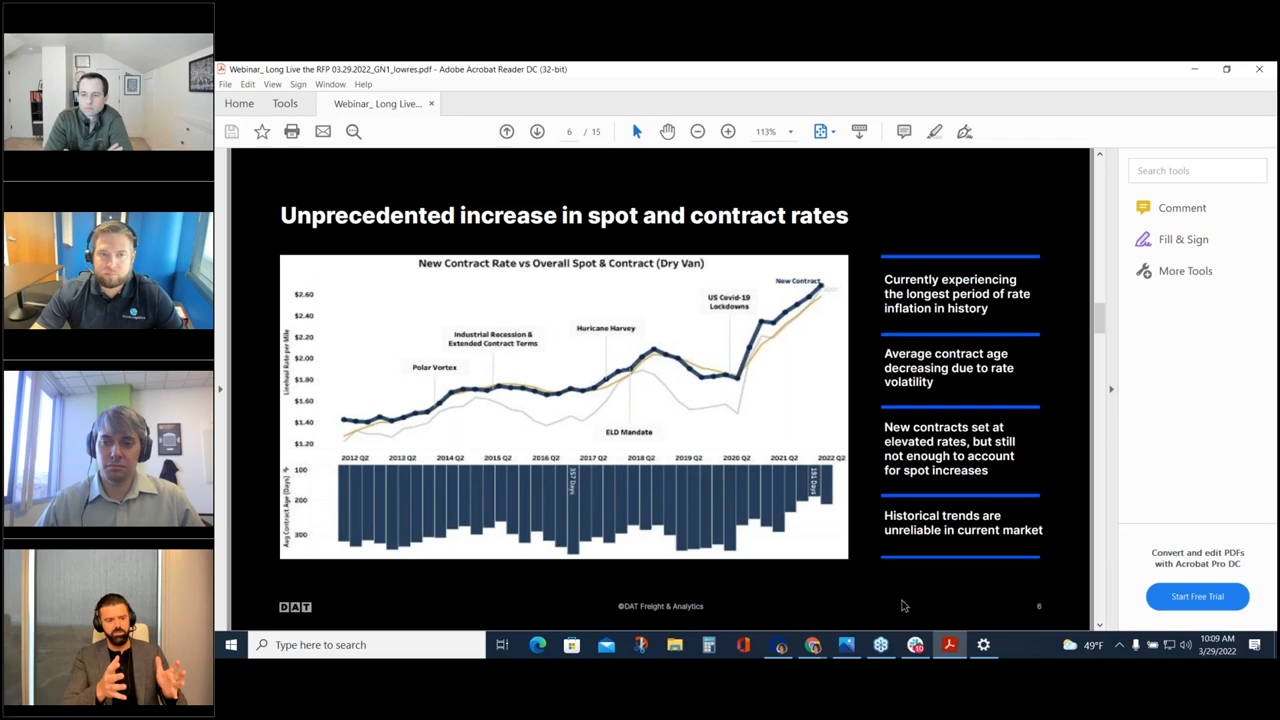 Webinar_ Long Live the RFP 03.29.2022_GN1_lowres.pdf - Adobe Acrobat Reader DC (32-bit)
File Edit View Sign Window Help
Home Tools Webinar_ Long Live...
6 / 15
113%
Search tools
Comment
Fill & Sign
More Tools
Convert and edit PDFs
with Acrobat Pro DC
Start Free Trial
Unprecedented increase in spot and contract rates
New Contract Rate vs Overall Spot & Contract (Dry Van)
Linehaul Rate per Mile
$2.60
$2.40
$2.20
$2.00
$1.80
$1.60
$1.40
$1.20
Polar Vortex
Industrial Recession &
Extended Contract Terms
Huricane Harvey
ELD Mandate
US Covid-19
Lockdowns
New Contract
2012 Q2 2013 Q2 2014 Q2 2015 Q2 2016 Q2 2017 Q2 2018 Q2 2019 Q2 2020 Q2 2021 Q2 2022 Q2
Avg Contract Age (Days)
100
200
300
357 Days
191 Days
Currently experiencing
the longest period of rate
inflation in history
Average contract age
decreasing due to rate
volatility
New contracts set at
elevated rates, but still
not enough to account
for spot increases
Historical trends are
unreliable in current market
DAT
©DAT Freight & Analytics
6
Type here to search
49°F
10:09 AM
3/29/2022